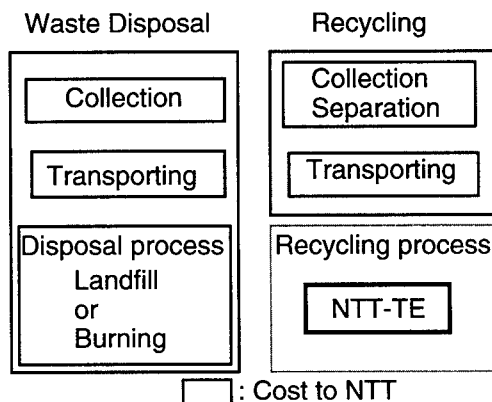 Waste Disposal
Collection
Transporting
Disposal process
Landfill
or
Burning
Recycling
Collection
Separation
Transporting
Recycling process
NTT-TE
: Cost to NTT